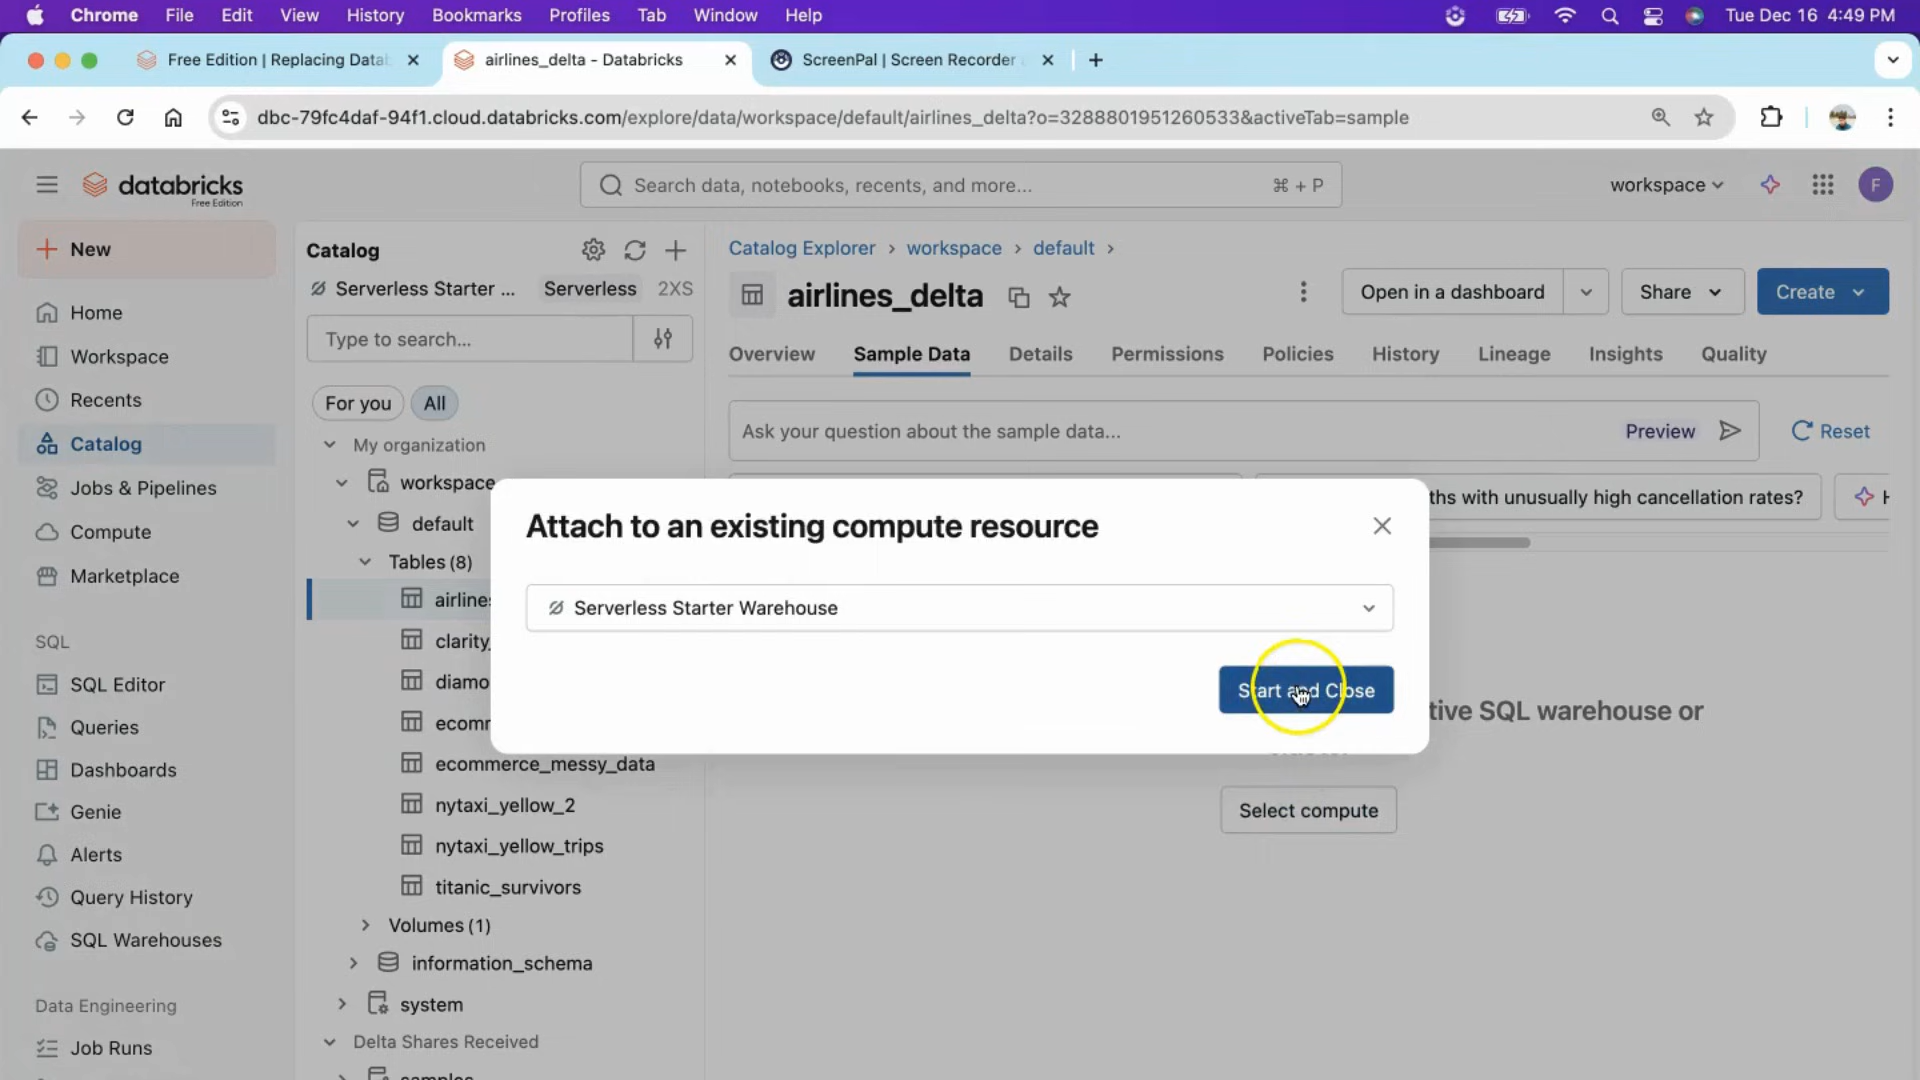 Chrome File Edit View History Bookmarks Profiles Tab Window Help Tue Dec 16 4:49 PM
Free Edition | Replacing Datab
airlines_delta - Databricks
ScreenPal | Screen Recorder
dbc-79fc4daf-94f1.cloud.databricks.com/explore/data/workspace/default/airlines_delta?o=3288801951260533&activeTab=sample
databricks
Free Edition
Search data, notebooks, recents, and more...
⌘ + P
workspace
F
New
Home
Workspace
Recents
Catalog
Jobs & Pipelines
Compute
Marketplace
SQL
SQL Editor
Queries
Dashboards
Genie
Alerts
Query History
SQL Warehouses
Data Engineering
Job Runs
Catalog
Serverless Starter ... Serverless 2XS
Type to search...
For you All
My organization
workspace
default
Tables (8)
airlines
clarity_
diamo
ecomr
ecommerce_messy_data
nytaxi_yellow_2
nytaxi_yellow_trips
titanic_survivors
Volumes (1)
information_schema
system
Delta Shares Received
samples
Catalog Explorer > workspace > default >
airlines_delta
Open in a dashboard
Share
Create
Overview Sample Data Details Permissions Policies History Lineage Insights Quality
Ask your question about the sample data...
Preview
Reset
ths with unusually high cancellation rates?
H
Attach to an existing compute resource
Serverless Starter Warehouse
Start and Close
tive SQL warehouse or
Select compute